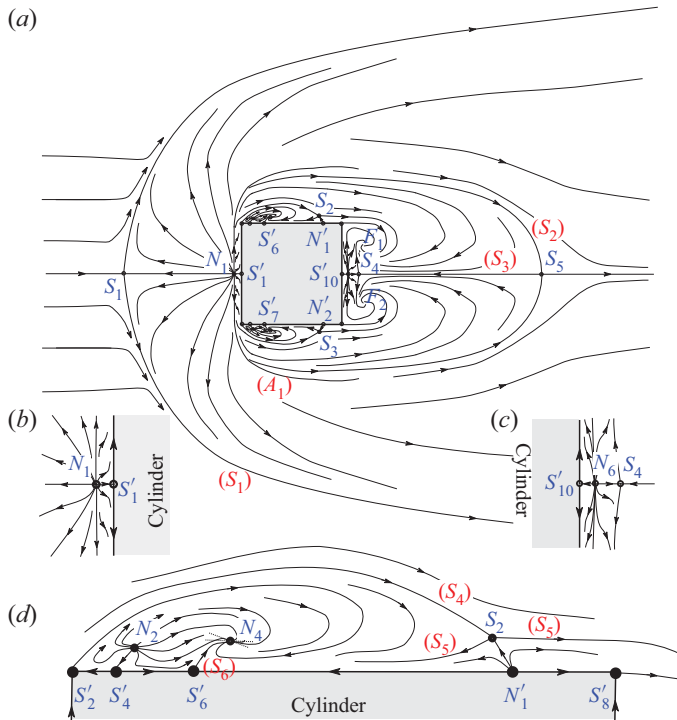 (a)
S₂
S′₆ N′₁ F₁ (S₂)
N₁ S′₁ S′₁₀ S₄ (S₃) S₅
S₁
S′₇ N′₂ F₂
S₃
(A₁)
(b) (c)
N₁ S′₁ Cylinder (S₁) Cylinder S′₁₀ N₆ S₄
(d)
(S₄)
N₂ N₄ S₂ (S₅)
(S₆) (S₅)
S′₂ S′₄ S′₆ N′₁ S′₈
Cylinder